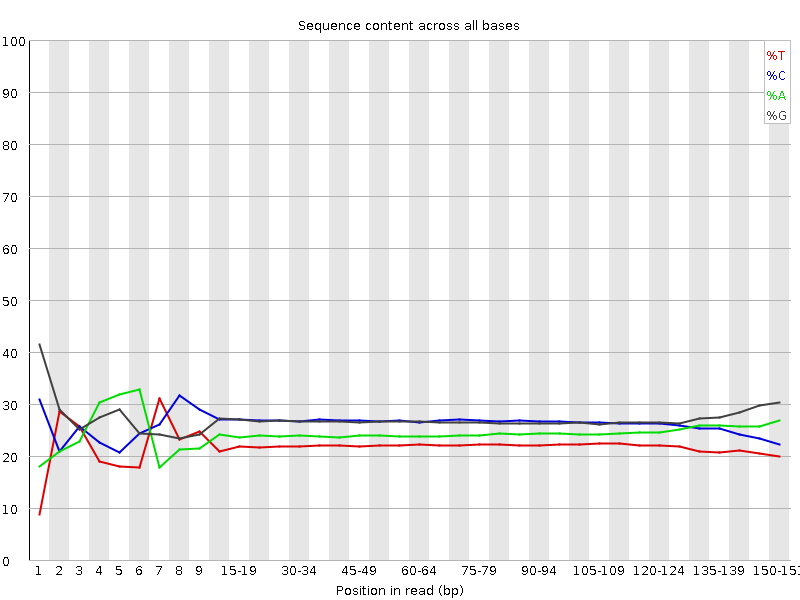 Sequence content across all bases
100
90
80
70
60
50
40
30
20
10
0
%T
%C
%A
%G
1 2 3 4 5 6 7 8 9 15-19 30-34 45-49 60-64 75-79 90-94 105-109 120-124 135-139 150-151
Position in read (bp)